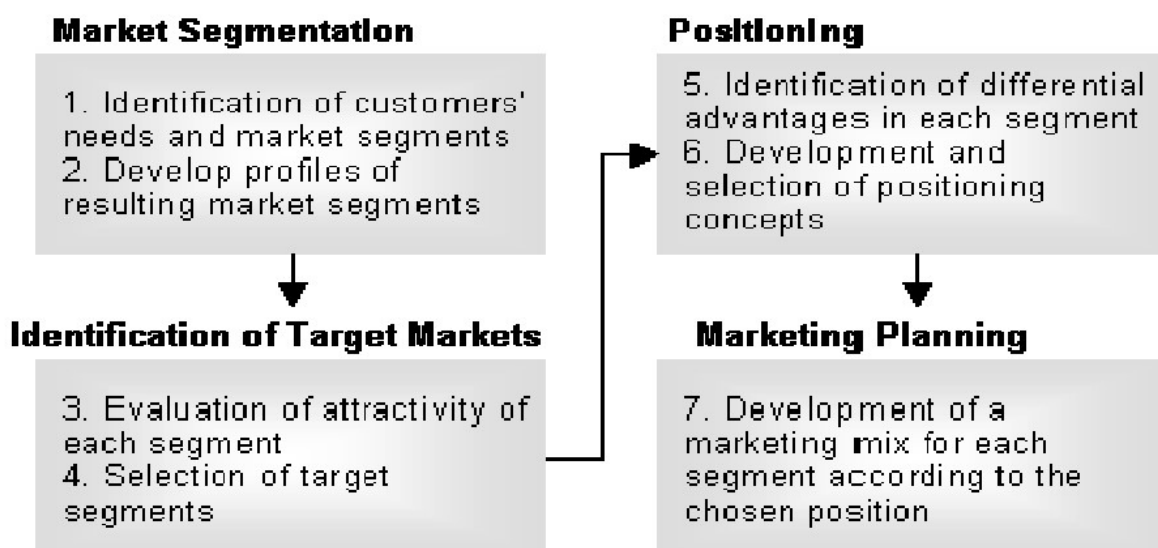 Market Segmentation
1. Identification of customers'
needs and market segments
2. Develop profiles of
resulting market segments
Identification of Target Markets
3. Evaluation of attractivity of
each segment
4. Selection of target
segments
Positioning
5. Identification of differential
advantages in each segment
6. Development and
selection of positioning
concepts
Marketing Planning
7. Development of a
marketing mix for each
segment according to the
chosen position